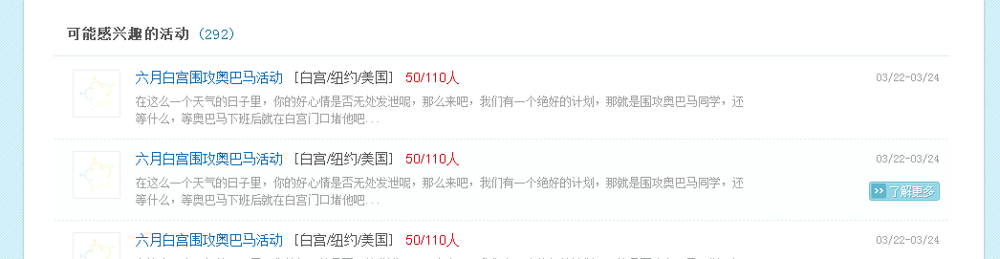 可能感兴趣的活动 (292)
六月白宫围攻奥巴马活动 [白宫/纽约/美国] 50/110人 03/22-03/24
在这么一个天气的日子里，你的好心情是否无处发泄呢，那么来吧，我们有一个绝好的计划，那就是围攻奥巴马同学，还
等什么，等奥巴马下班后就在白宫门口堵他吧...
六月白宫围攻奥巴马活动 [白宫/纽约/美国] 50/110人 03/22-03/24
在这么一个天气的日子里，你的好心情是否无处发泄呢，那么来吧，我们有一个绝好的计划，那就是围攻奥巴马同学，还
等什么，等奥巴马下班后就在白宫门口堵他吧...
了解更多
六月白宫围攻奥巴马活动 [白宫/纽约/美国] 50/110人 03/22-03/24